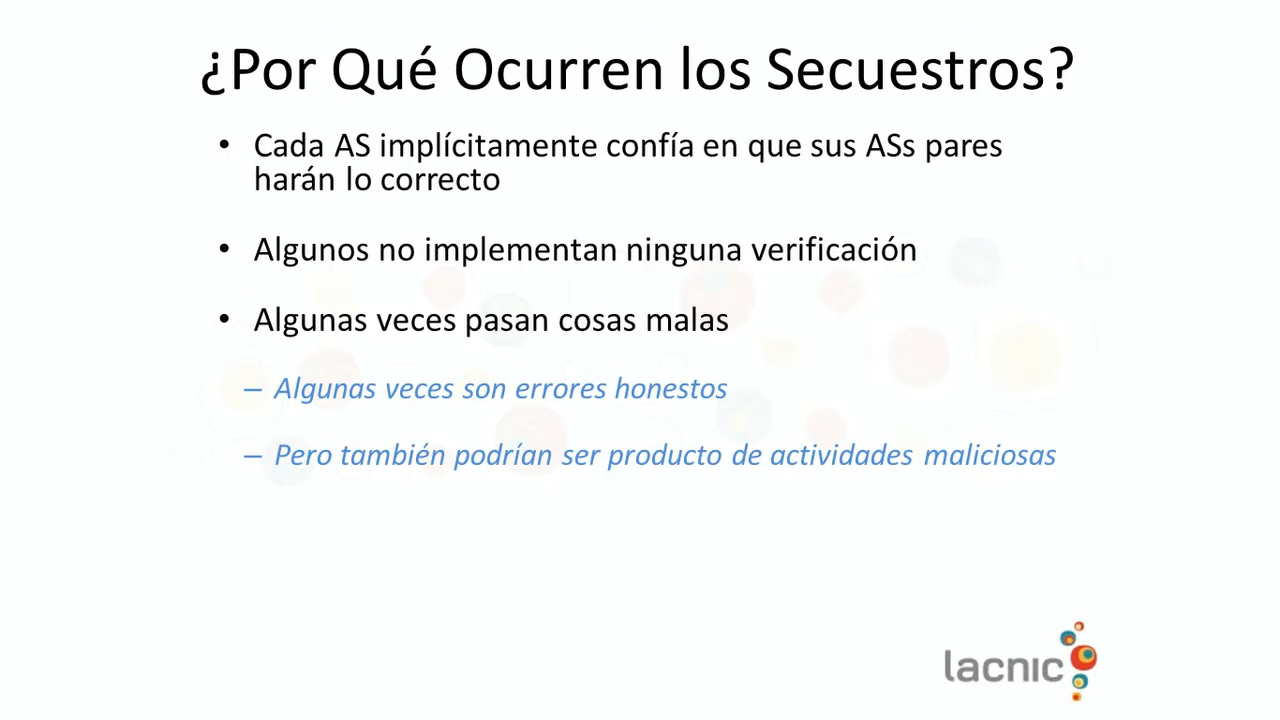 ¿Por Qué Ocurren los Secuestros?
• Cada AS implícitamente confía en que sus ASs pares
harán lo correcto
• Algunos no implementan ninguna verificación
• Algunas veces pasan cosas malas
– Algunas veces son errores honestos
– Pero también podrían ser producto de actividades maliciosas
lacnic